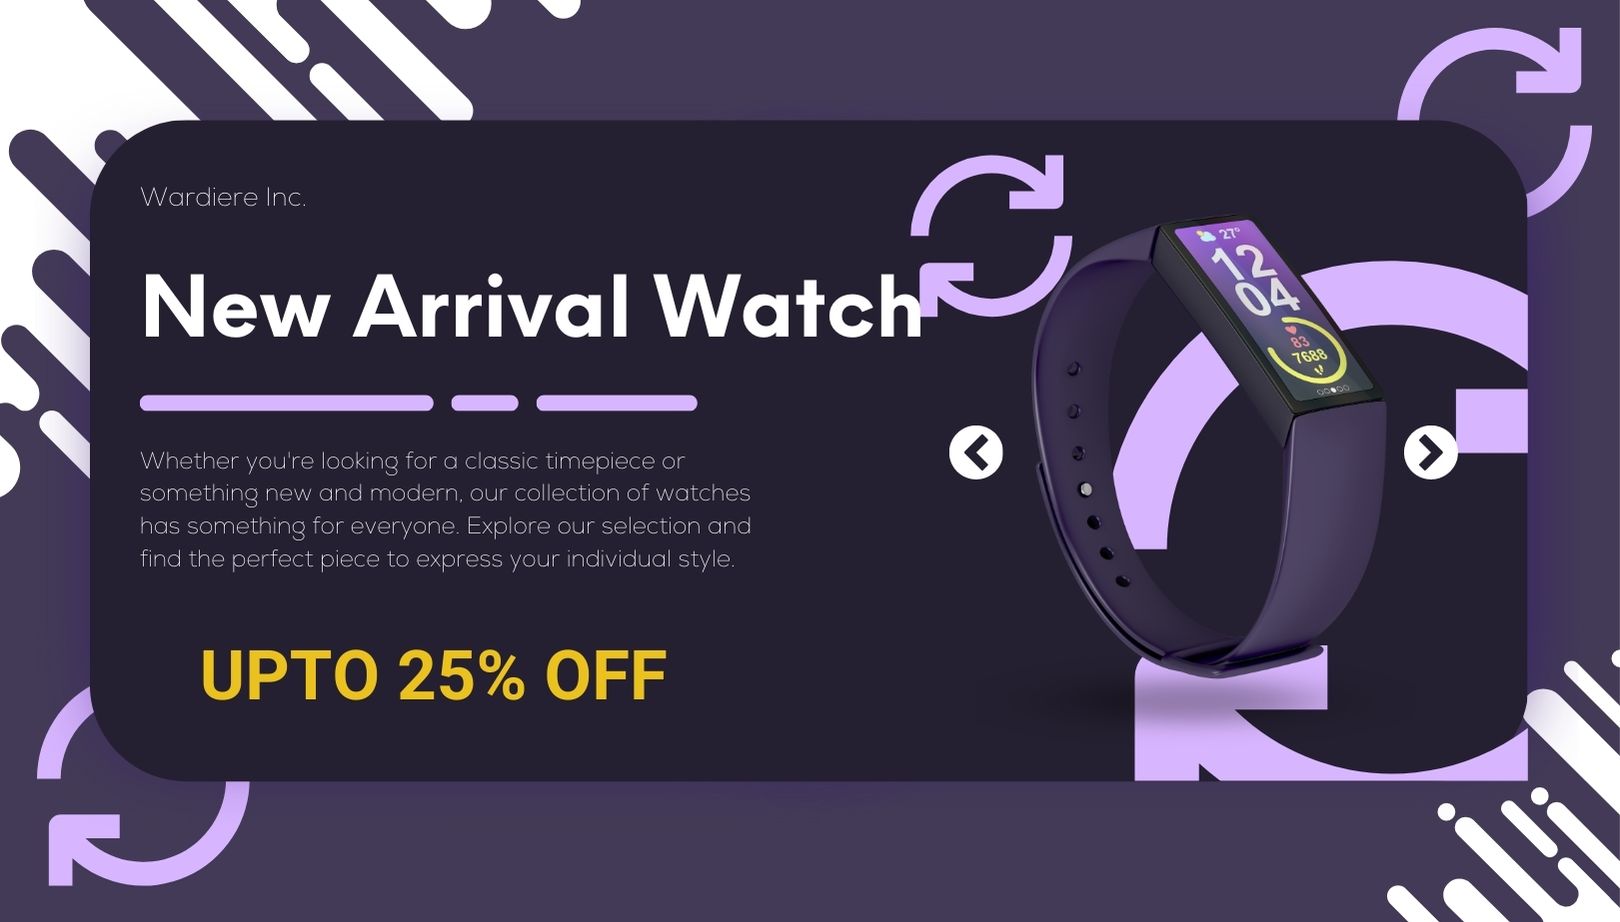 Wardiere Inc.
New Arrival Watch
Whether you're looking for a classic timepiece or
something new and modern, our collection of watches
has something for everyone. Explore our selection and
find the perfect piece to express your individual style.
UPTO 25% OFF
27°
12
04
83
7688